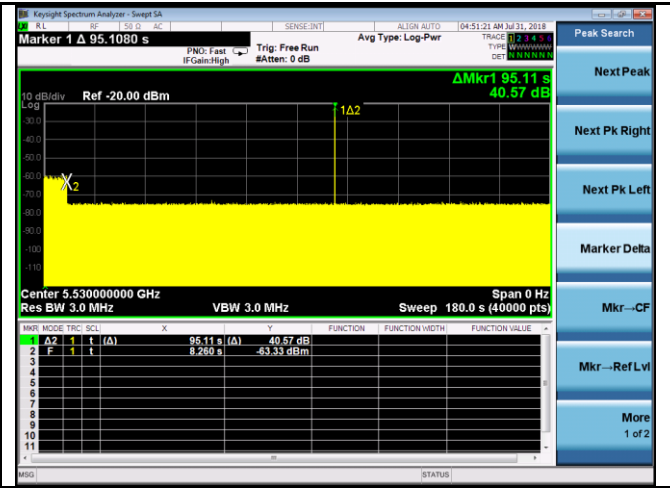 Keysight Spectrum Analyzer - Swept SA
RL RF 50 Ω AC SENSE:INT ALIGN AUTO 04:51:21 AM Jul 31, 2018
Marker 1 Δ 95.1080 s
PNO: Fast Trig: Free Run Avg Type: Log-Pwr TRACE 1 2 3 4 5 6
IFGain:High #Atten: 0 dB TYPE WWWWWW
DET N N N N N N
Peak Search
ΔMkr1 95.11 s
40.57 dB
10 dB/div Ref -20.00 dBm
Log
1Δ2
-30.0
-40.0
-50.0
-60.0
-70.0
-80.0
-90.0
-100
-110
X2
Center 5.530000000 GHz Span 0 Hz
Res BW 3.0 MHz VBW 3.0 MHz Sweep 180.0 s (40000 pts)
MKR MODE TRC SCL X Y FUNCTION FUNCTION WIDTH FUNCTION VALUE
1 Δ2 1 t (Δ) 95.11 s (Δ) 40.57 dB
2 F 1 t 8.260 s -63.33 dBm
3
4
5
6
7
8
9
10
11
MSG STATUS
Next Peak
Next Pk Right
Next Pk Left
Marker Delta
Mkr→CF
Mkr→Ref Lvl
More
1 of 2